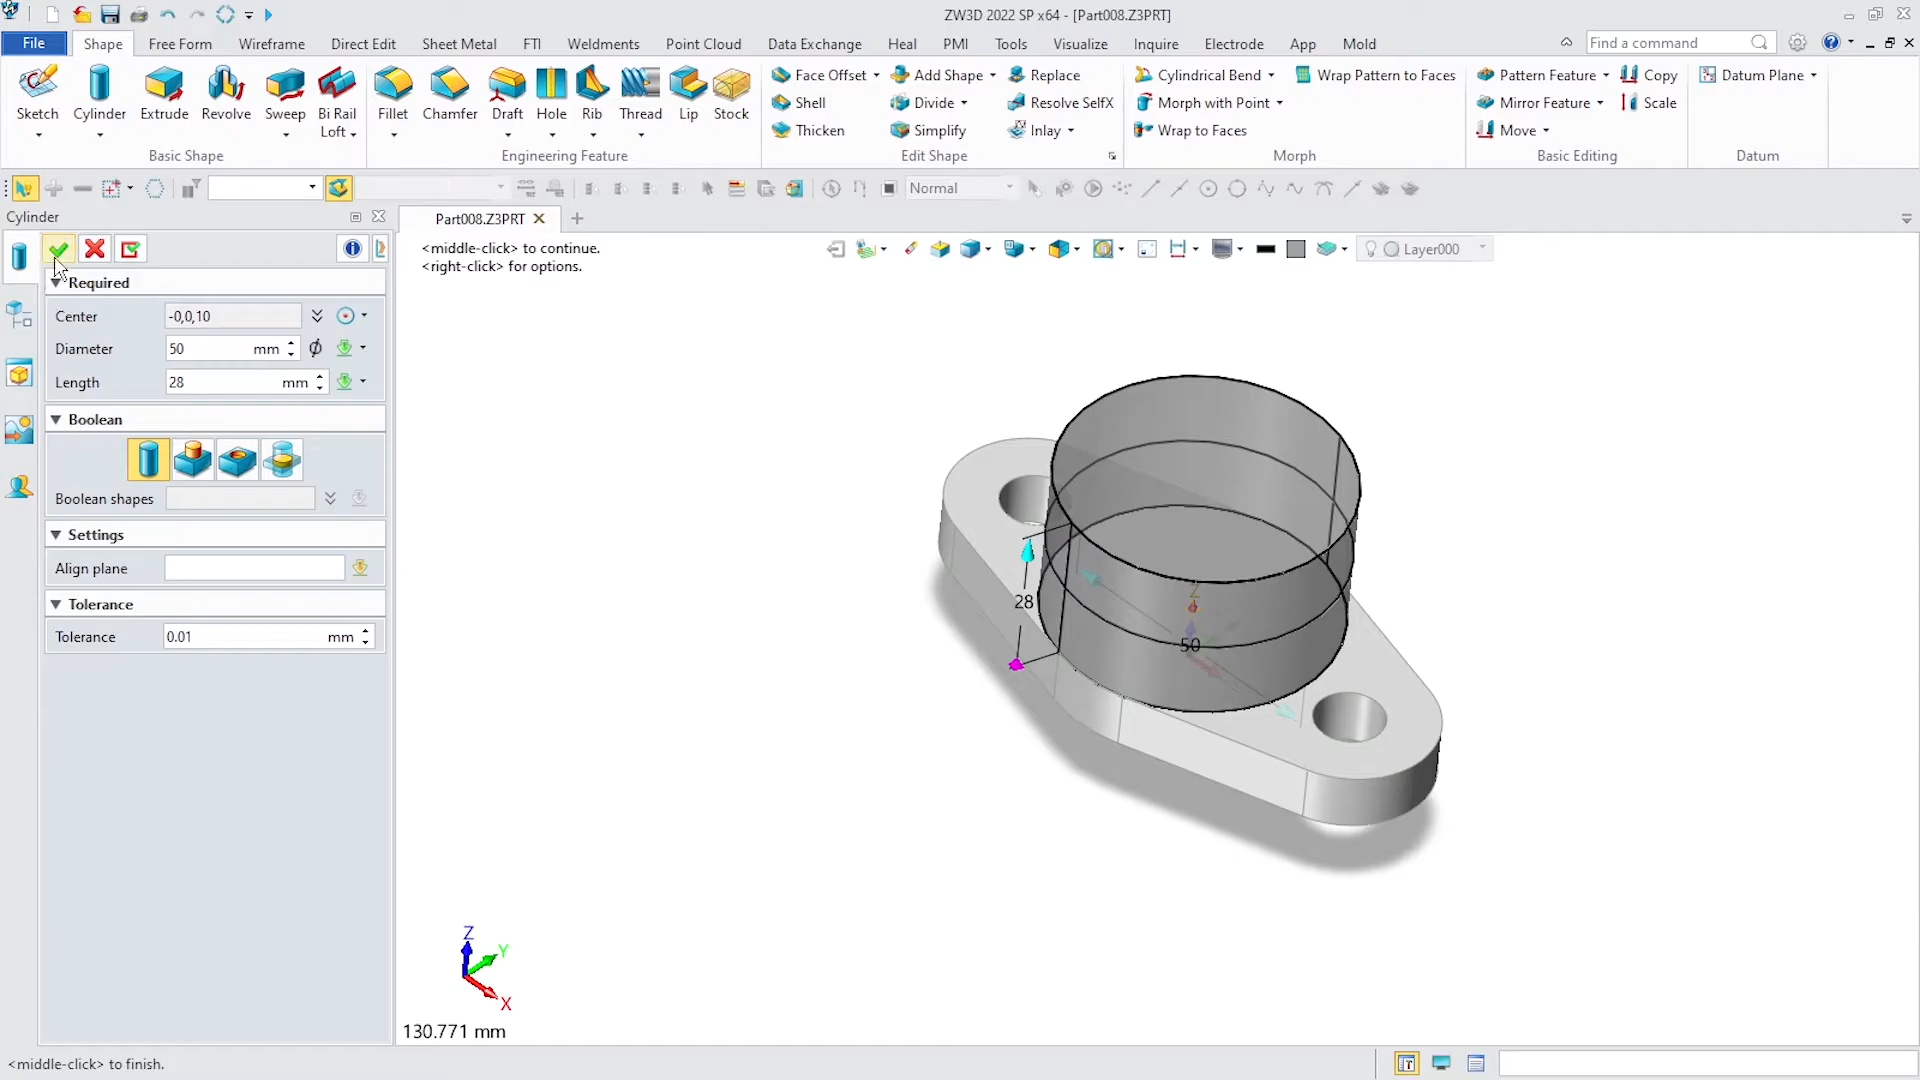 ZW3D 2022 SP x64 - [Part008.Z3PRT]
File Shape Free Form Wireframe Direct Edit Sheet Metal FTI Weldments Point Cloud Data Exchange Heal PMI Tools Visualize Inquire Electrode App Mold Find a command
Face Offset Add Shape Replace Cylindrical Bend Wrap Pattern to Faces Pattern Feature Copy Datum Plane
Shell Divide Resolve SelfX Morph with Point Mirror Feature Scale
Sketch Cylinder Extrude Revolve Sweep Bi Rail Loft Fillet Chamfer Draft Hole Rib Thread Lip Stock
Thicken Simplify Inlay Wrap to Faces Move
Basic Shape Engineering Feature Edit Shape Morph Basic Editing Datum
Normal
Cylinder Part008.Z3PRT
<middle-click> to continue.
<right-click> for options.
Layer000
Required
Center -0,0,10
Diameter 50 mm
Length 28 mm
Boolean
Boolean shapes
Settings
Align plane
Tolerance
Tolerance 0.01 mm
Z
28
50
Z
Y
X
130.771 mm
<middle-click> to finish.